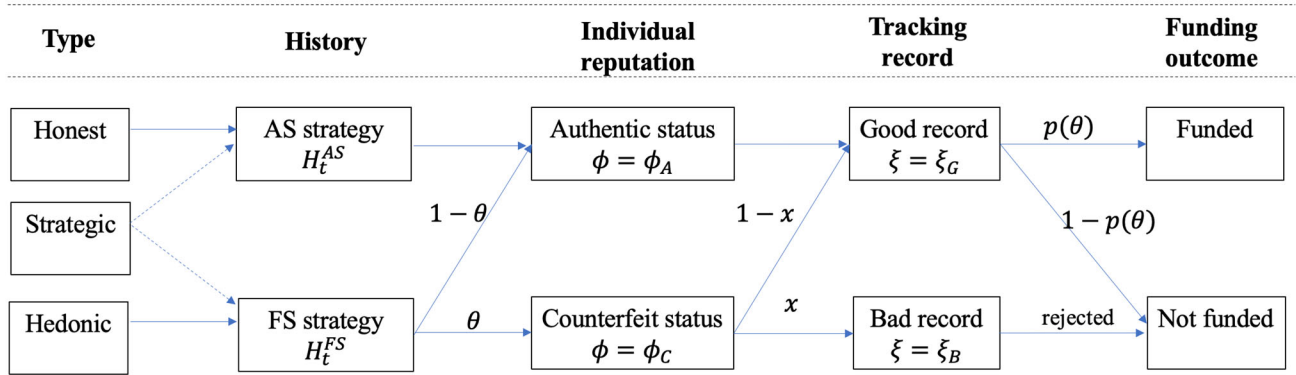 Type
History
Individual
reputation
Tracking
record
Funding
outcome
Honest
AS strategy
H_t^{AS}
Authentic status
ϕ = ϕ_A
Good record
ξ = ξ_G
p(θ)
Funded
Strategic
1 − θ
1 − x
1 − p(θ)
Hedonic
FS strategy
H_t^{FS}
θ
Counterfeit status
ϕ = ϕ_C
x
Bad record
ξ = ξ_B
rejected
Not funded